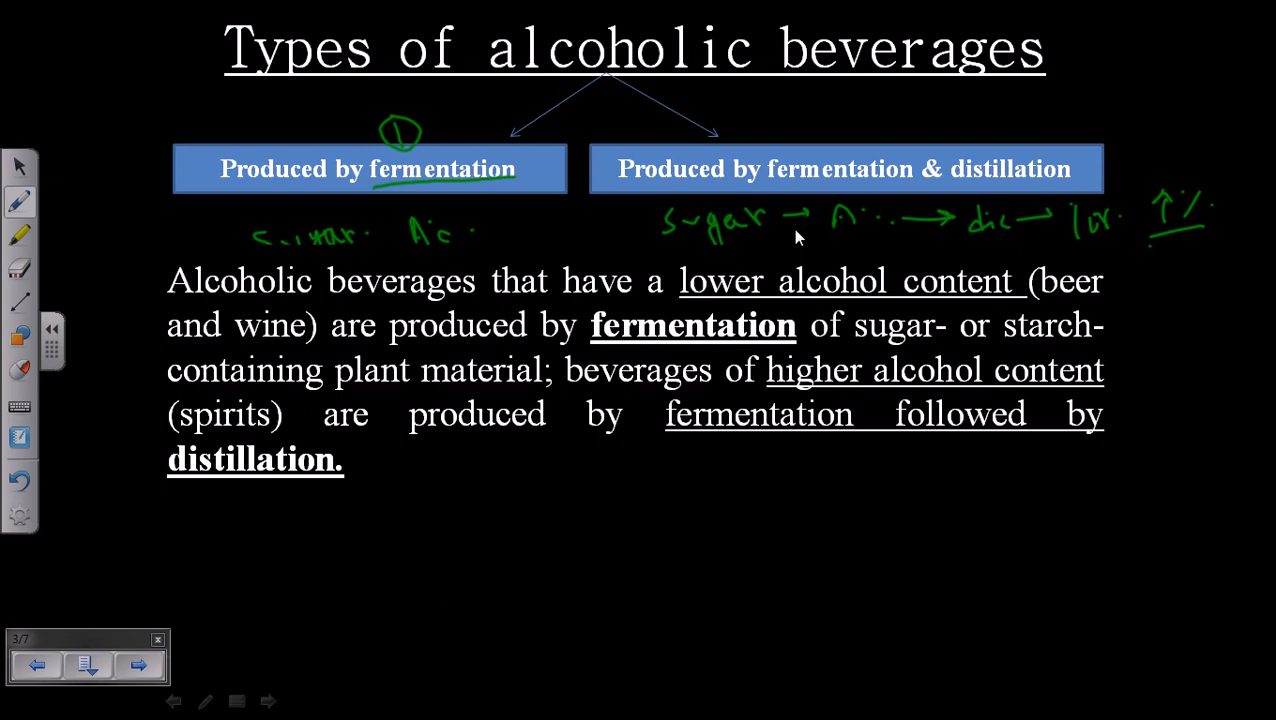 Types of alcoholic beverages
1
Produced by fermentation
Produced by fermentation & distillation
sugar → A... → dic → ↑%
Alcoholic beverages that have a lower alcohol content (beer
and wine) are produced by fermentation of sugar- or starch-
containing plant material; beverages of higher alcohol content
(spirits) are produced by fermentation followed by
distillation.
3/7